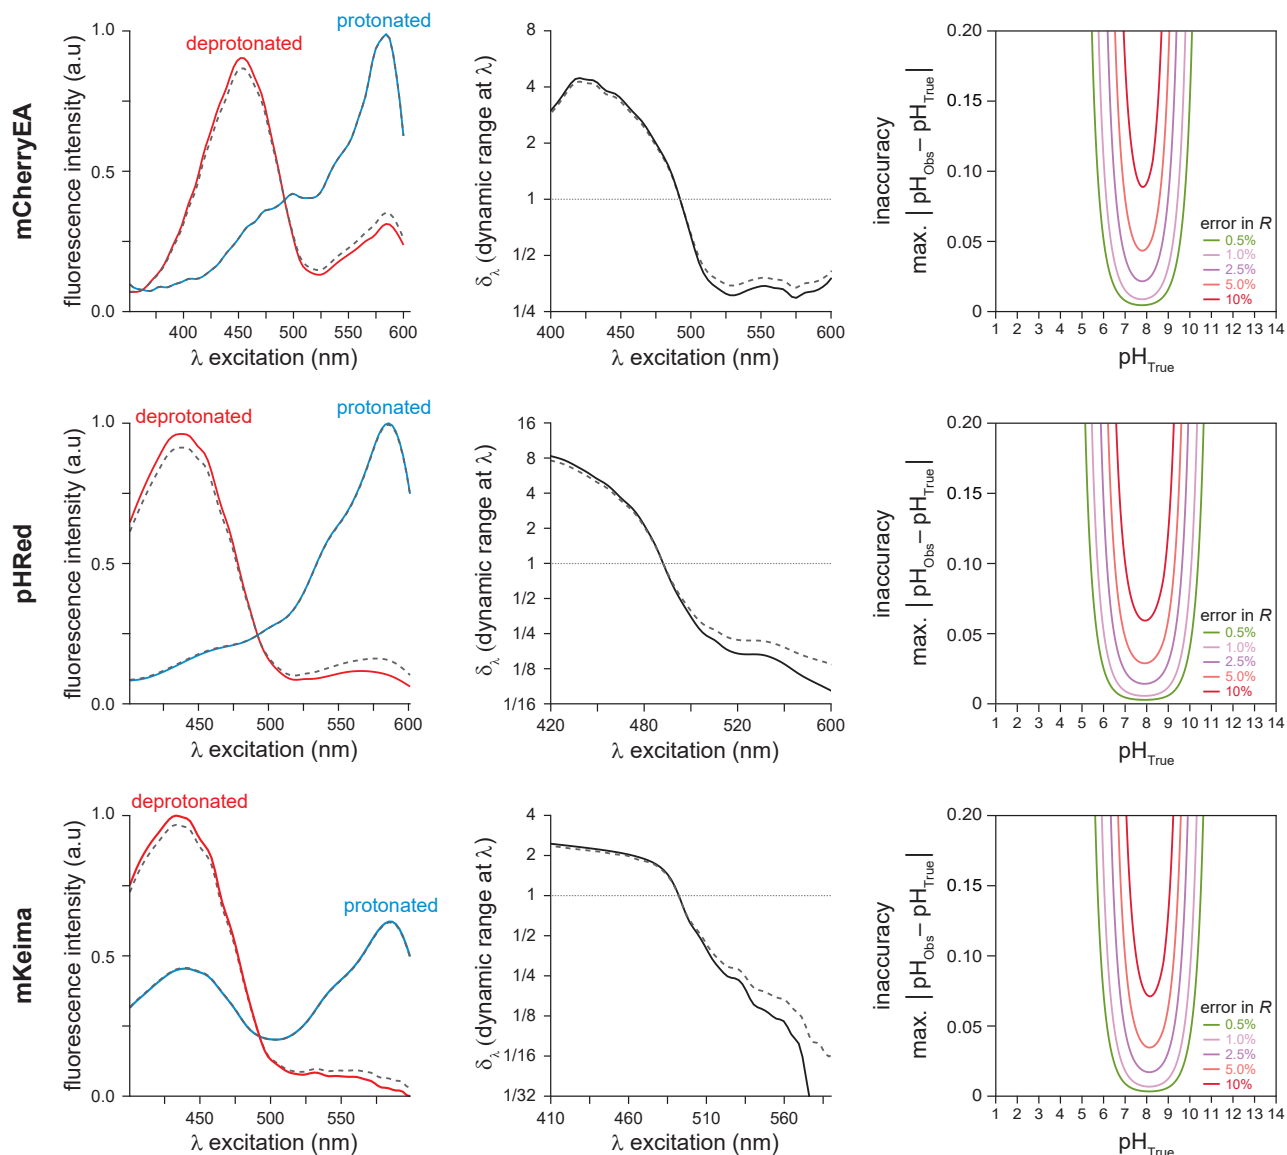 mCherryEA
fluorescence intensity (a.u)
1.0
0.5
0.0
deprotonated
protonated
400 450 500 550 600
λ excitation (nm)
δλ (dynamic range at λ)
8
4
2
1
1/2
1/4
400 450 500 550 600
λ excitation (nm)
inaccuracy
max. | pHObs – pHTrue |
0.20
0.15
0.10
0.05
0
error in R
0.5%
1.0%
2.5%
5.0%
10%
1 2 3 4 5 6 7 8 9 10 11 12 13 14
pHTrue
pHRed
fluorescence intensity (a.u)
1.0
0.5
0.0
deprotonated
protonated
450 500 550 600
λ excitation (nm)
δλ (dynamic range at λ)
16
8
4
2
1
1/2
1/4
1/8
1/16
420 480 520 600
λ excitation (nm)
inaccuracy
max. | pHObs – pHTrue |
0.20
0.15
0.10
0.05
0
error in R
0.5%
1.0%
2.5%
5.0%
10%
1 2 3 4 5 6 7 8 9 10 11 12 13 14
pHTrue
mKeima
fluorescence intensity (a.u)
1.0
0.5
0.0
deprotonated
protonated
450 500 550
λ excitation (nm)
δλ (dynamic range at λ)
4
2
1
1/2
1/4
1/8
1/16
1/32
410 460 510 560
λ excitation (nm)
inaccuracy
max. | pHObs – pHTrue |
0.20
0.15
0.10
0.05
0
error in R
0.5%
1.0%
2.5%
5.0%
10%
1 2 3 4 5 6 7 8 9 10 11 12 13 14
pHTrue